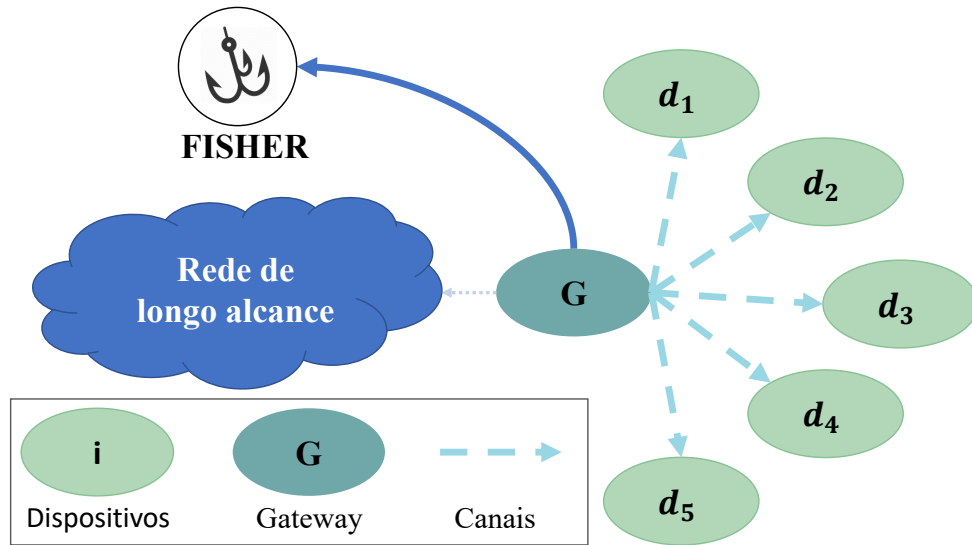 FISHER
Rede de
longo alcance
G
d₁
d₂
d₃
d₄
d₅
i
G
Dispositivos
Gateway
Canais